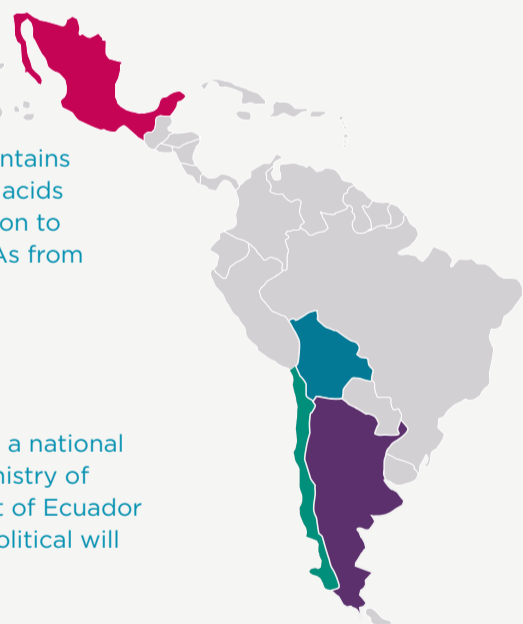 ntains
acids
on to
As from
a national
nistry of
t of Ecuador
olitical will